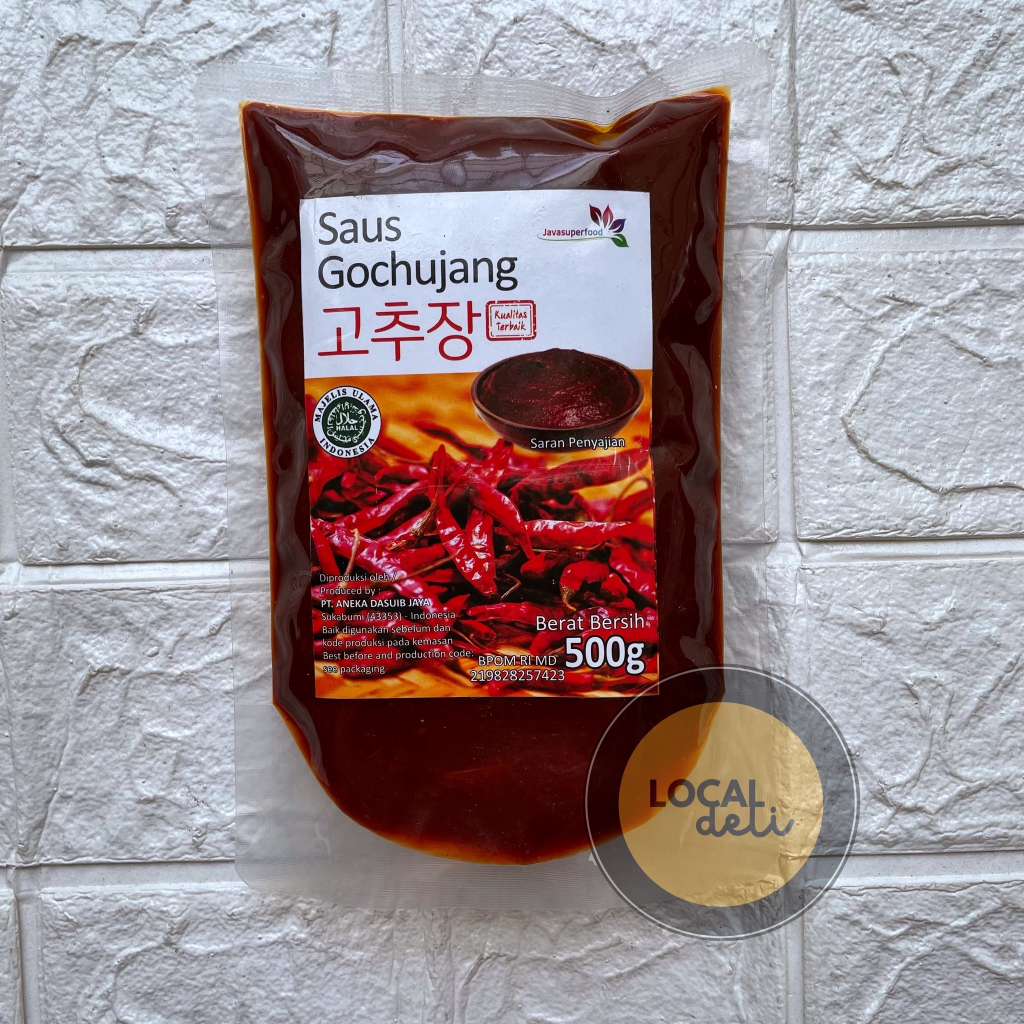 Saus
Gochujang
Javasuperfood
고추장
Kualitas
Terbaik
MAJELIS ULAMA
حلال
HALAL
INDONESIA
Saran Penyajian
Diproduksi oleh /
Produced by :
PT. ANEKA DASUIB JAYA
Sukabumi (43353) - Indonesia
Baik digunakan sebelum dan
kode produksi pada kemasan
Best before and production code:
see packaging
Berat Bersih
500g
BPOM RI MD
219828257423
LOCAL
deli